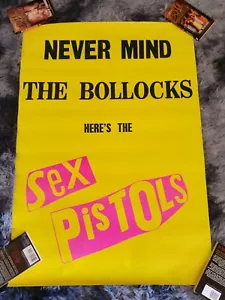 NEVER MIND
THE BOLLOCKS
HERE'S THE
Sex
PiSTOLS